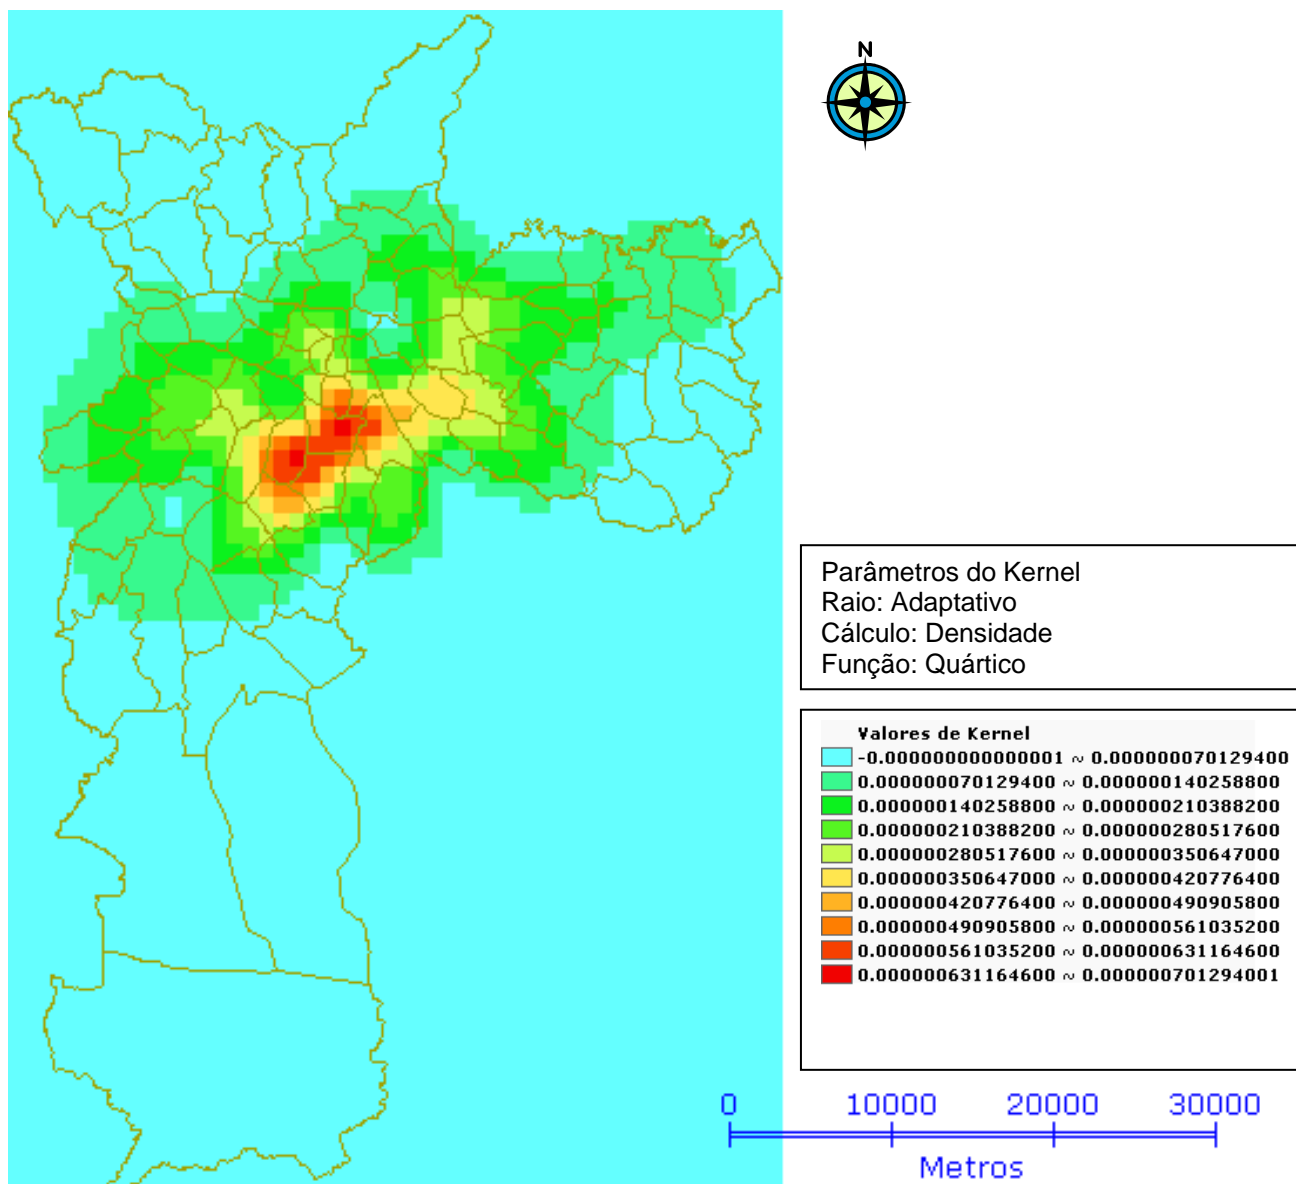 N
Parâmetros do Kernel
Raio: Adaptativo
Cálculo: Densidade
Função: Quártico
Valores de Kernel
-0.000000000000001 ~ 0.000000070129400
0.000000070129400 ~ 0.000000140258800
0.000000140258800 ~ 0.000000210388200
0.000000210388200 ~ 0.000000280517600
0.000000280517600 ~ 0.000000350647000
0.000000350647000 ~ 0.000000420776400
0.000000420776400 ~ 0.000000490905800
0.000000490905800 ~ 0.000000561035200
0.000000561035200 ~ 0.000000631164600
0.000000631164600 ~ 0.000000701294001
0 10000 20000 30000
Metros